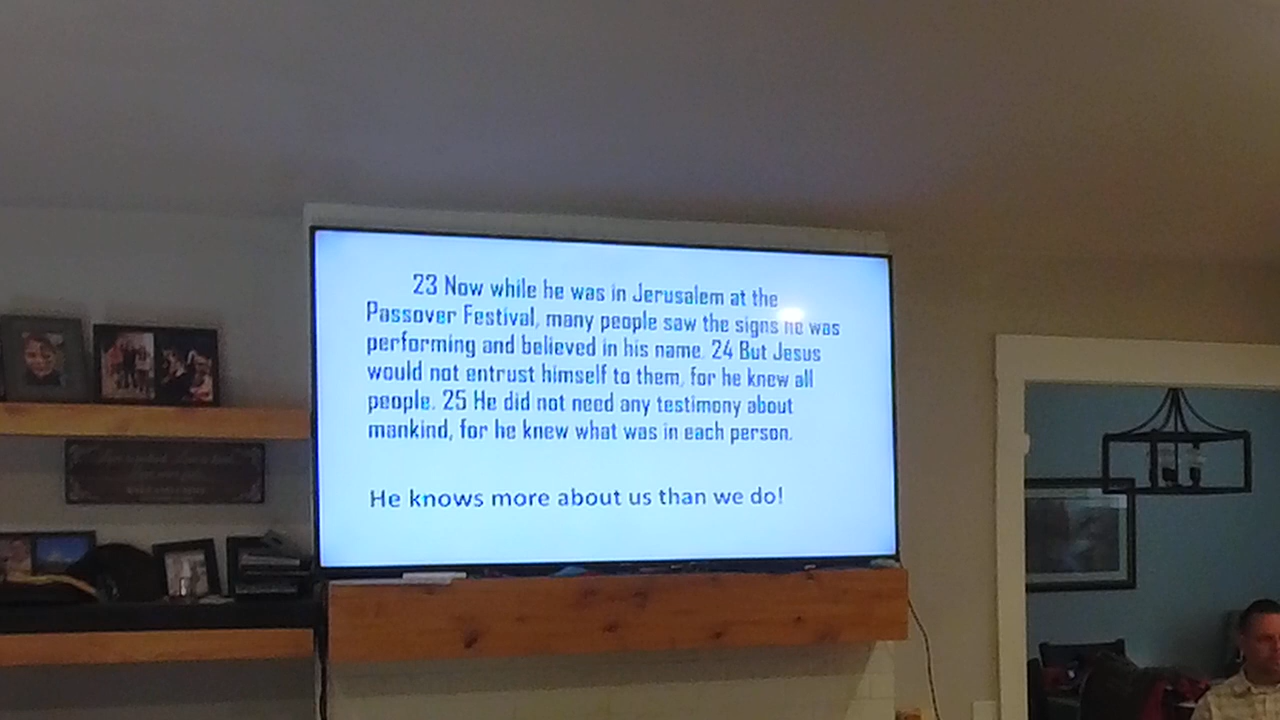 23 Now while he was in Jerusalem at the
Passover Festival, many people saw the signs he was
performing and believed in his name. 24 But Jesus
would not entrust himself to them, for he knew all
people. 25 He did not need any testimony about
mankind, for he knew what was in each person.
He knows more about us than we do!